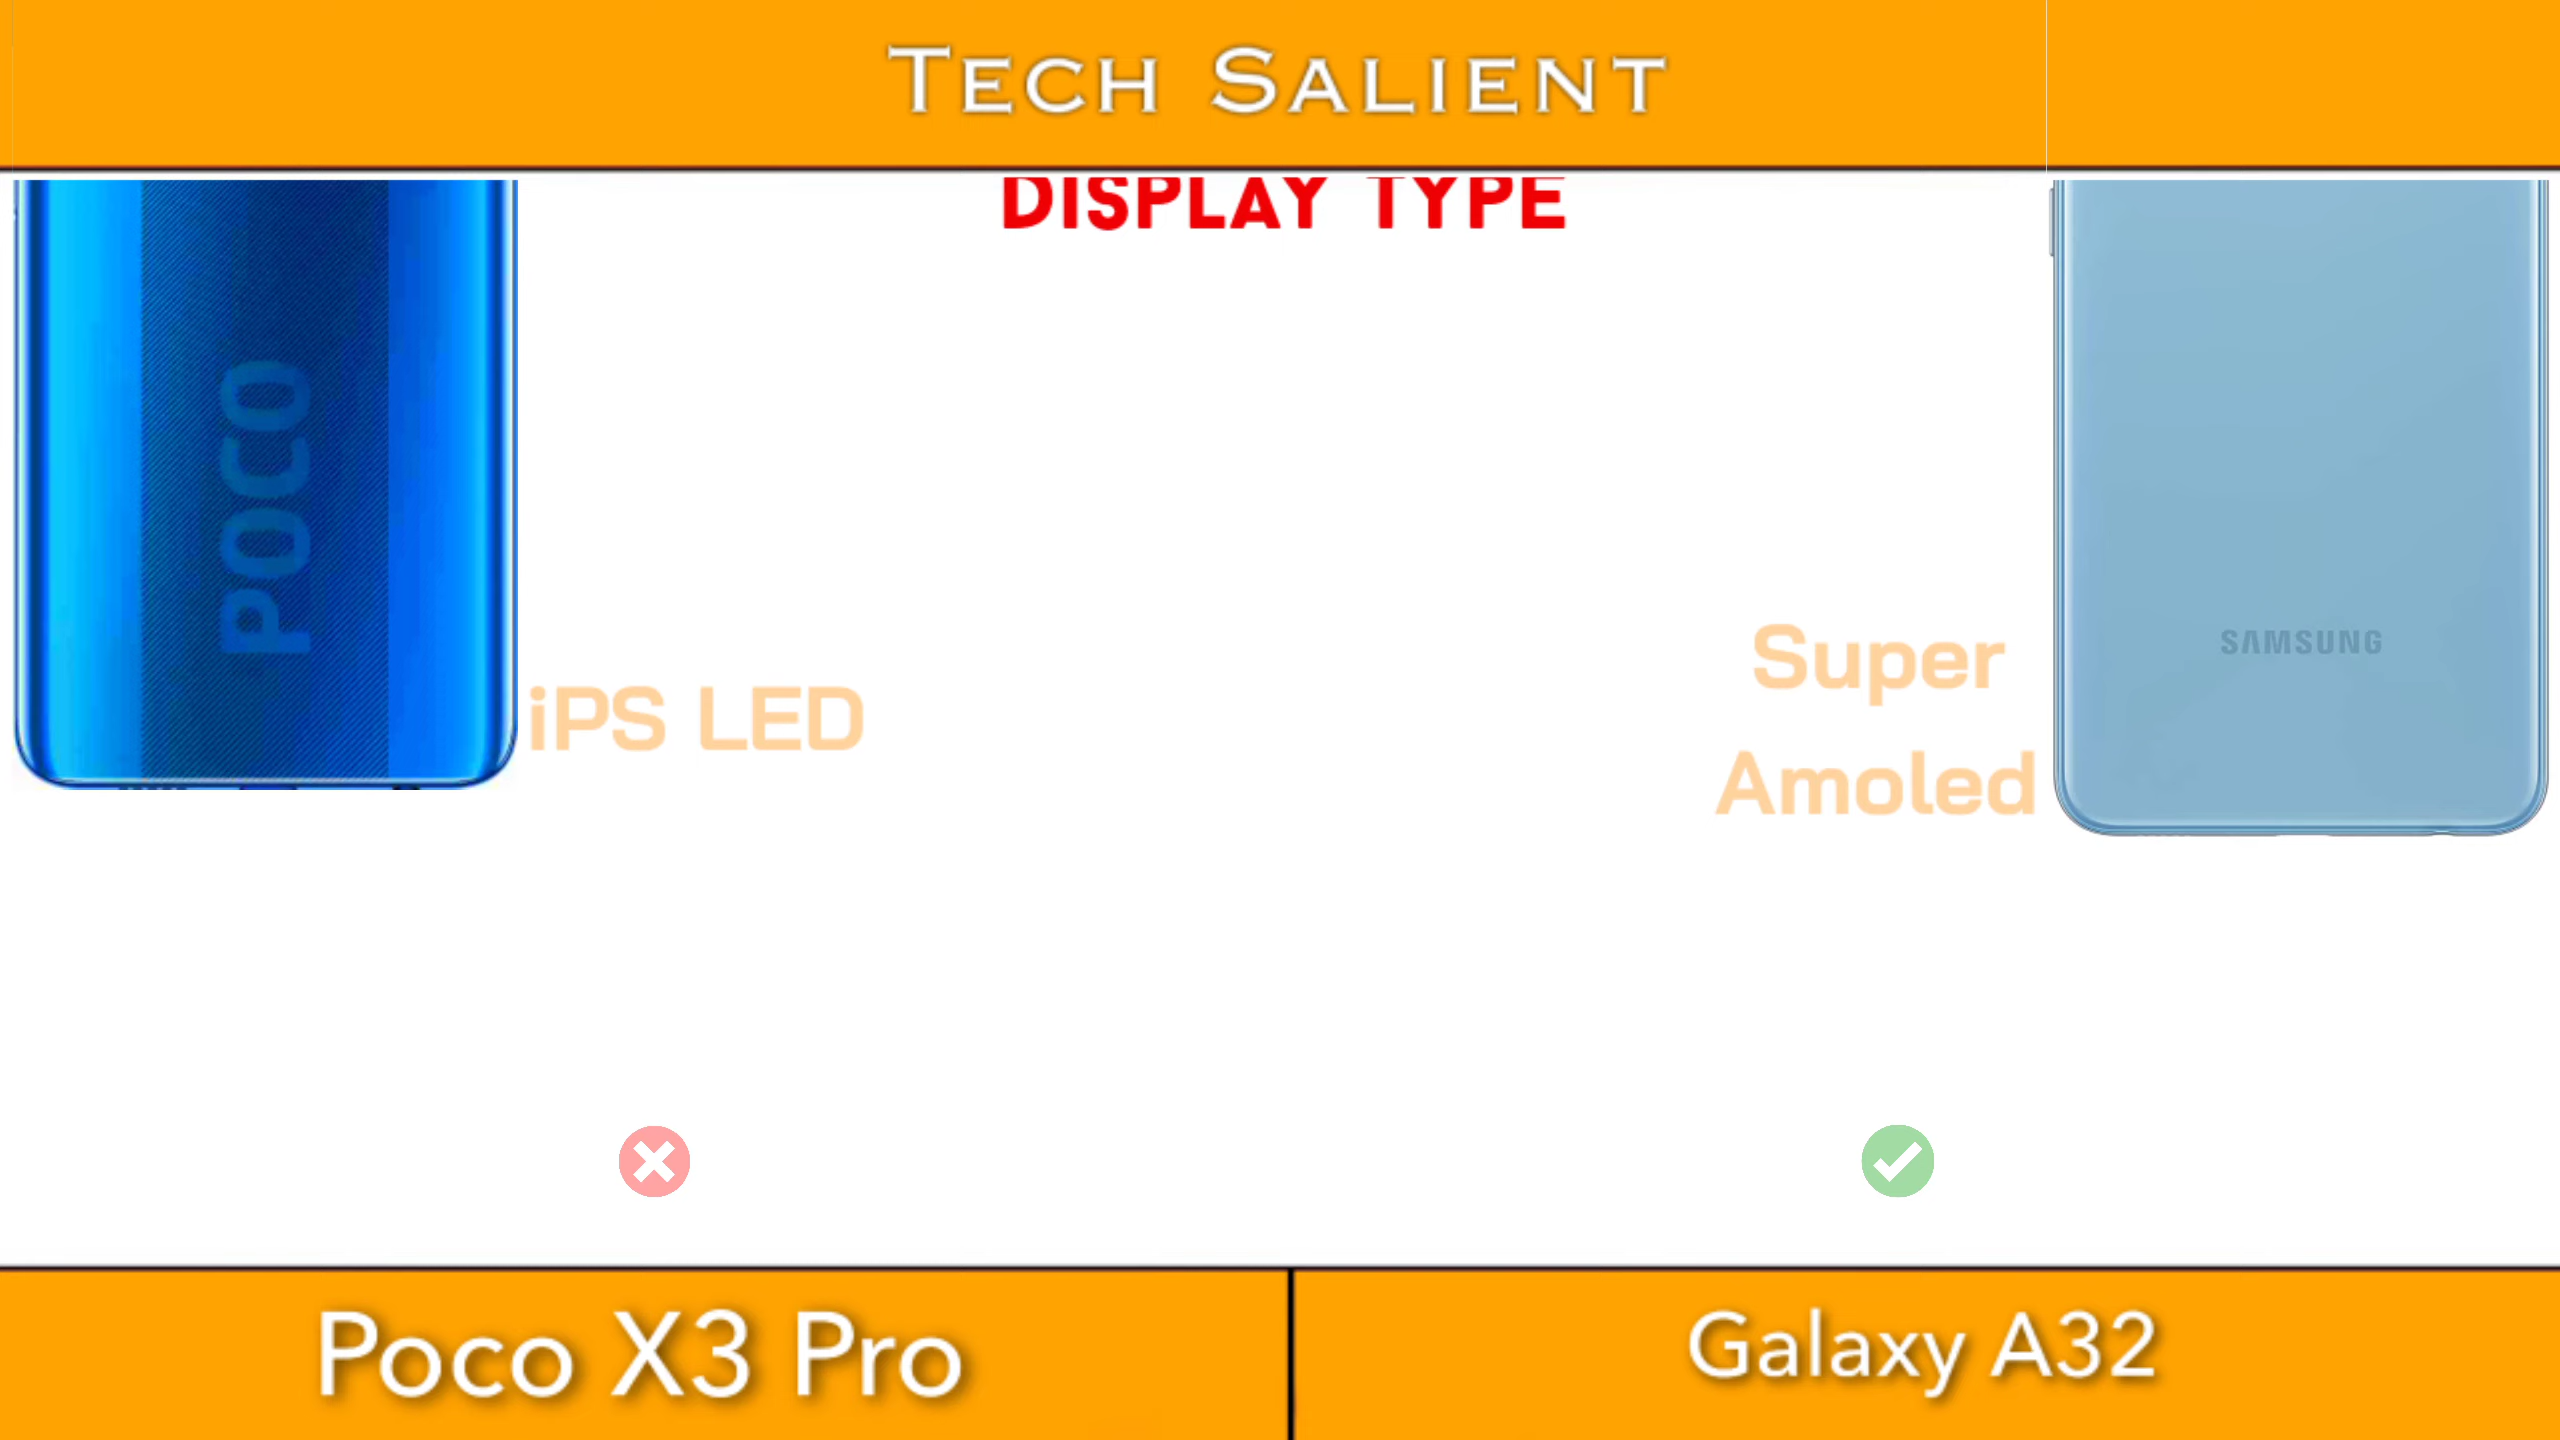 TECH SALIENT
DISPLAY TYPE
POCO
iPS LED
Super
Amoled
SAMSUNG
Poco X3 Pro
Galaxy A32